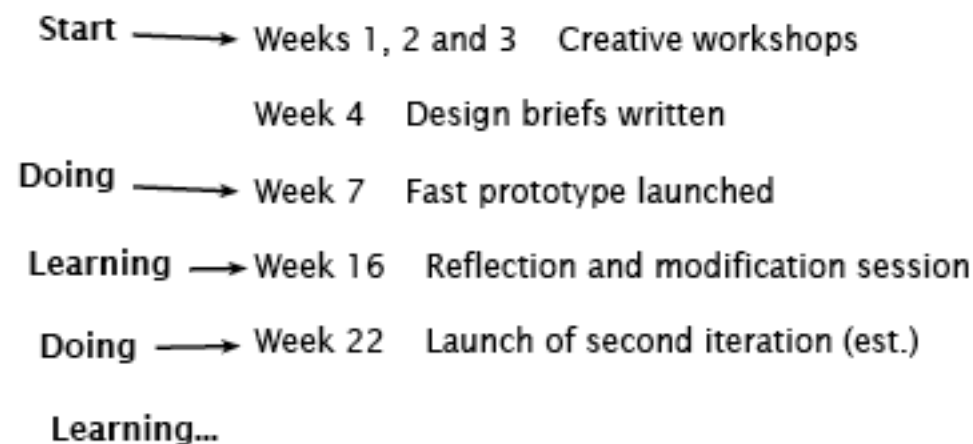 Start Weeks 1, 2 and 3 Creative workshops
Week 4 Design briefs written
Doing Week 7 Fast prototype launched
Learning Week 16 Reflection and modification session
Doing Week 22 Launch of second iteration (est.)
Learning...